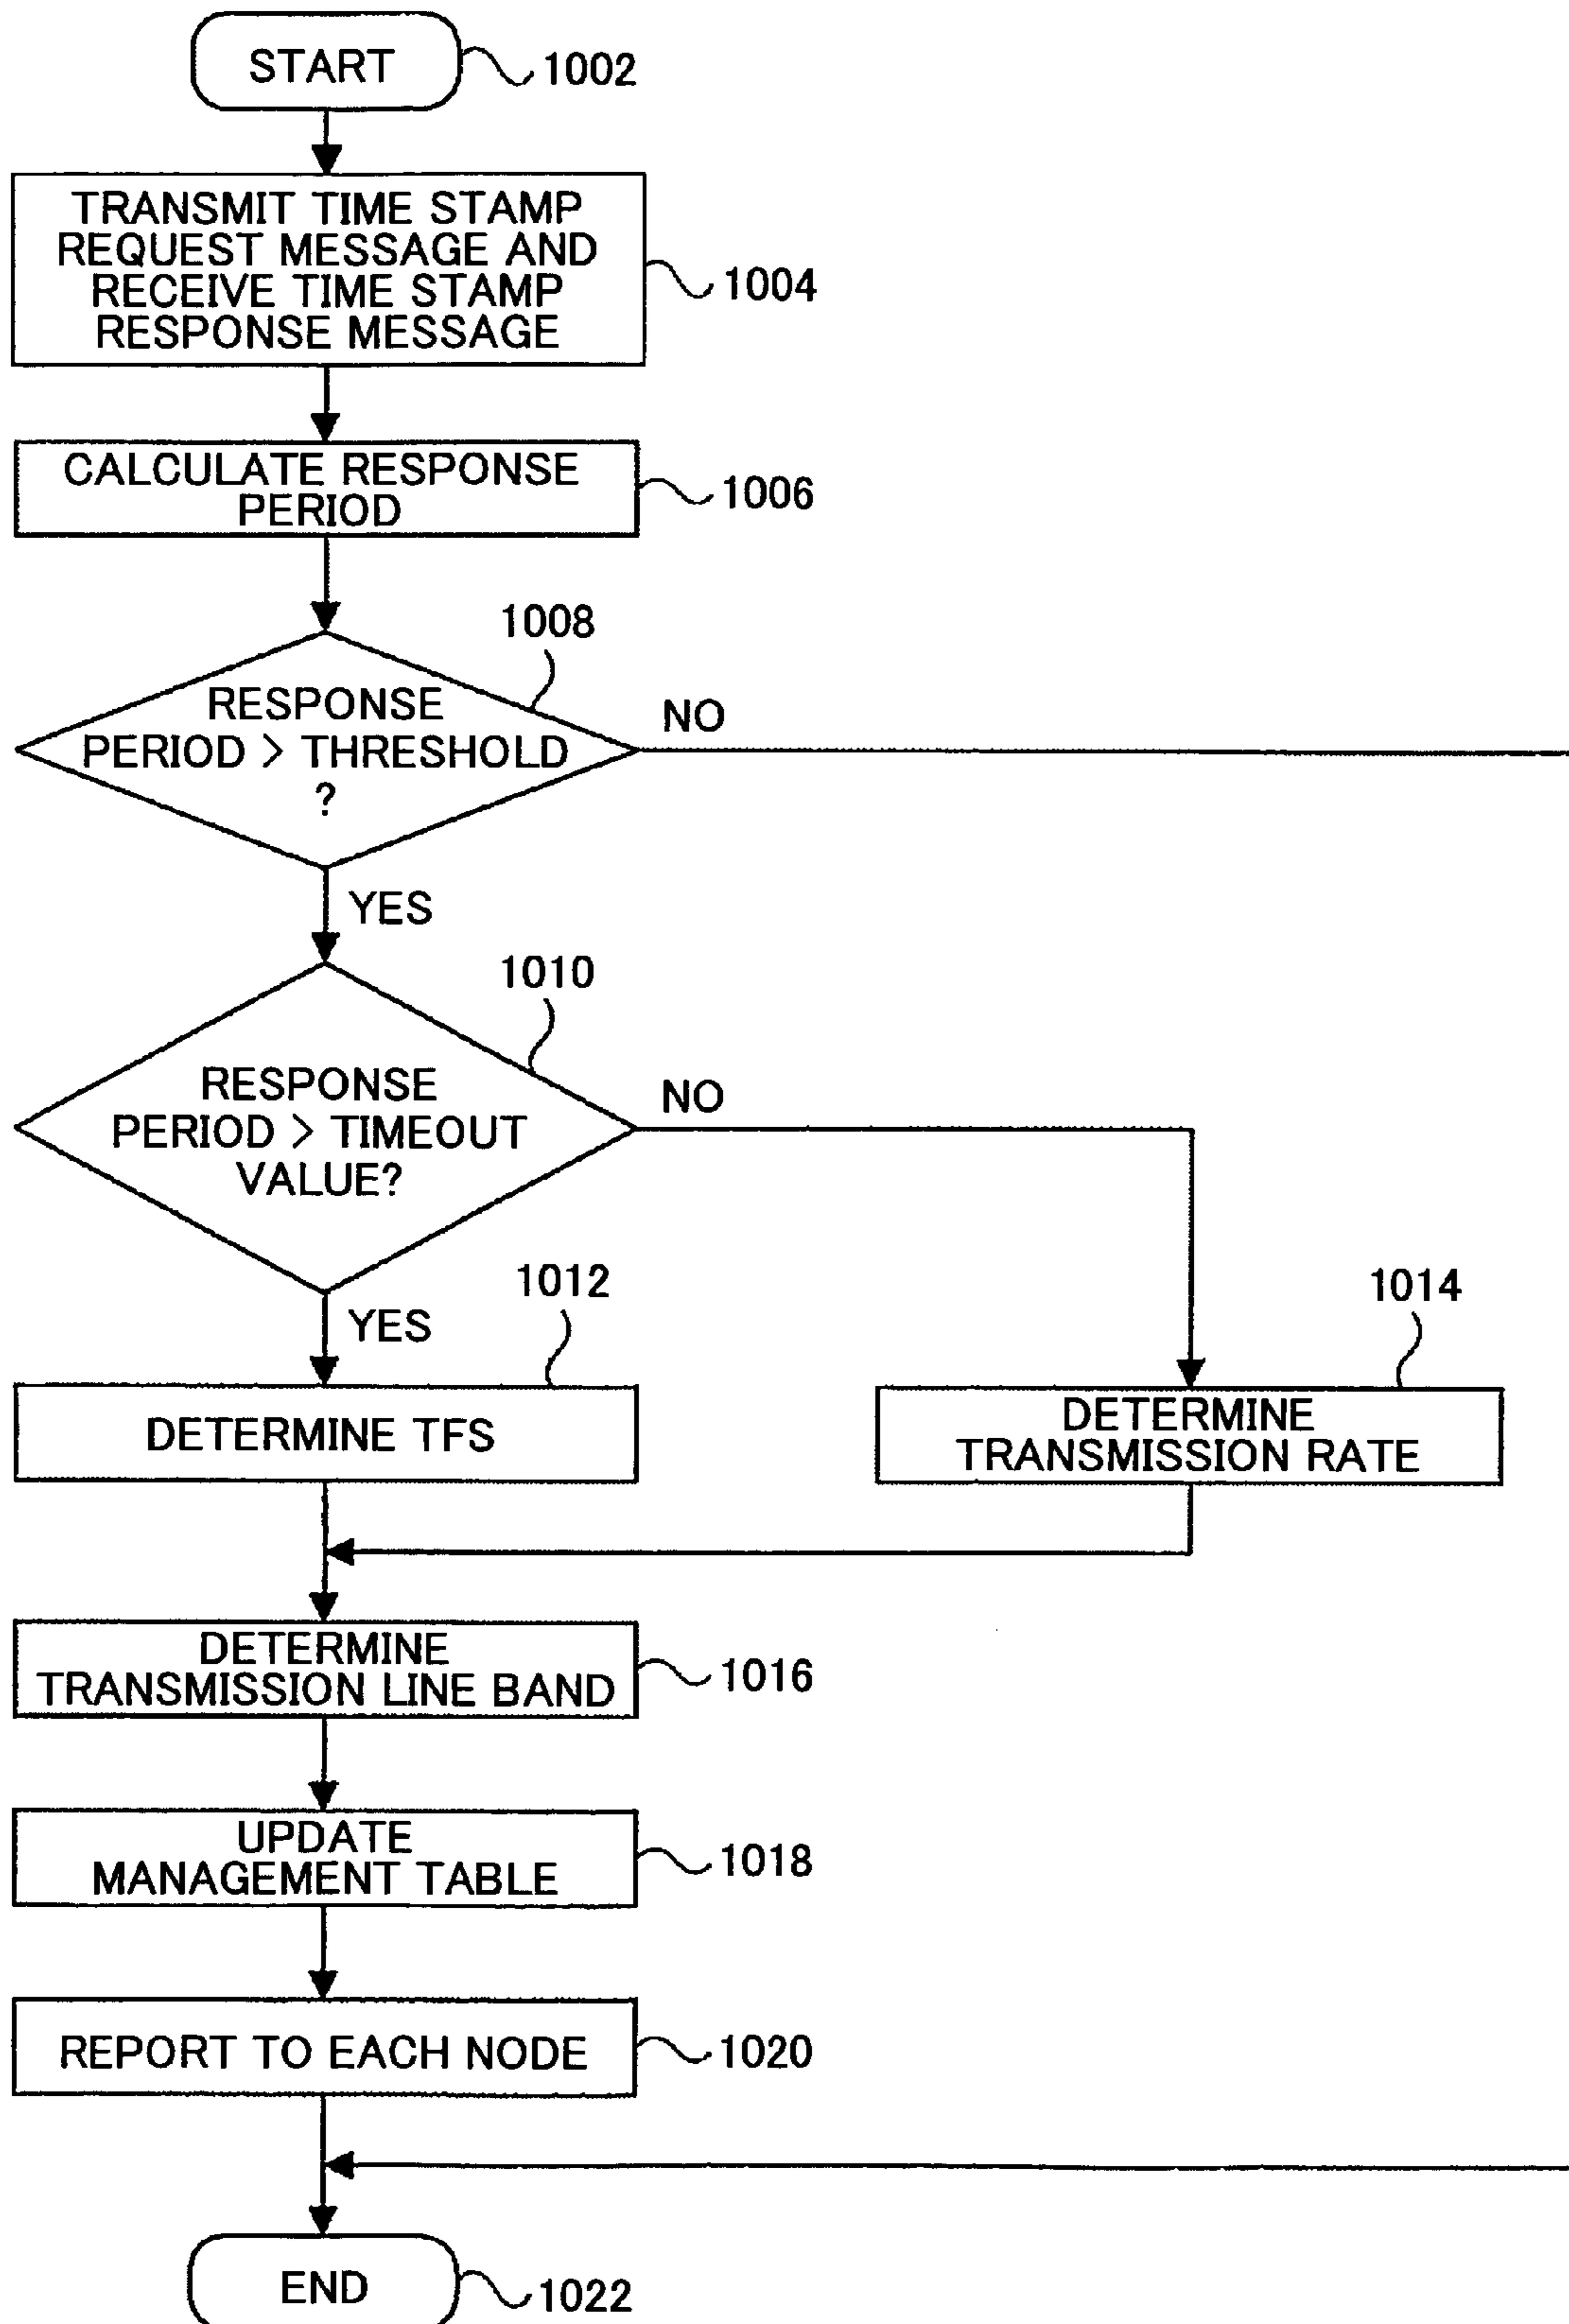 START
1002
TRANSMIT TIME STAMP
REQUEST MESSAGE AND
RECEIVE TIME STAMP
RESPONSE MESSAGE
1004
CALCULATE RESPONSE
PERIOD
1006
1008
RESPONSE
PERIOD > THRESHOLD
?
NO
YES
1010
RESPONSE
PERIOD > TIMEOUT
VALUE?
NO
YES
1012
DETERMINE TFS
1014
DETERMINE
TRANSMISSION RATE
DETERMINE
TRANSMISSION LINE BAND
1016
UPDATE
MANAGEMENT TABLE
1018
REPORT TO EACH NODE
1020
END
1022